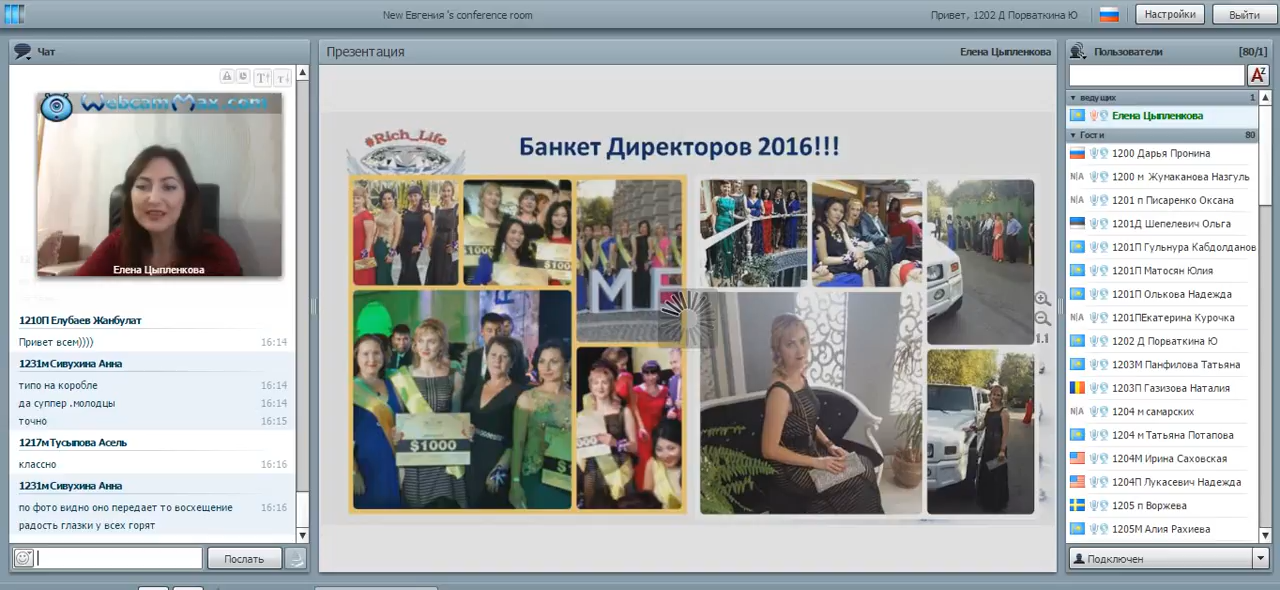 New Евгения 's conference room
Привет, 1202 Д Порваткина Ю
Настройки
Выйти
Чат
WebcamMax.com
Елена Цыпленкова
1210П Елубаев Жанбулат
Привет всем))))
16:14
1231м Сивухина Анна
типо на коробле
16:14
да суппер .молодцы
16:14
точно
16:15
1217м Тусыпова Асель
классно
16:16
1231м Сивухина Анна
по фото видно оно передает то восхещение
16:16
радость глазки у всех горят
Послать
Презентация
Елена Цыпленкова
#Rich_Life
Банкет Директоров 2016!!!
$1000
$1000
$1000
1:1
Пользователи
[80/1]
ведущих
1
Елена Цыпленкова
Гости
80
1200 Дарья Пронина
N\A 1200 м Жумаканова Назгуль
N\A 1201 п Писаренко Оксана
1201Д Шепелевич Ольга
1201П Гульнура Кабдолданов
1201П Матосян Юлия
1201П Олькова Надежда
N\A 1201ПЕкатерина Курочка
1202 Д Порваткина Ю
1203М Панфилова Татьяна
1203П Газизова Наталия
N\A 1204 м самарских
1204 м Татьяна Потапова
1204М Ирина Саховская
1204П Лукасевич Надежда
1205 п Воржева
1205М Алия Рахиева
Подключен